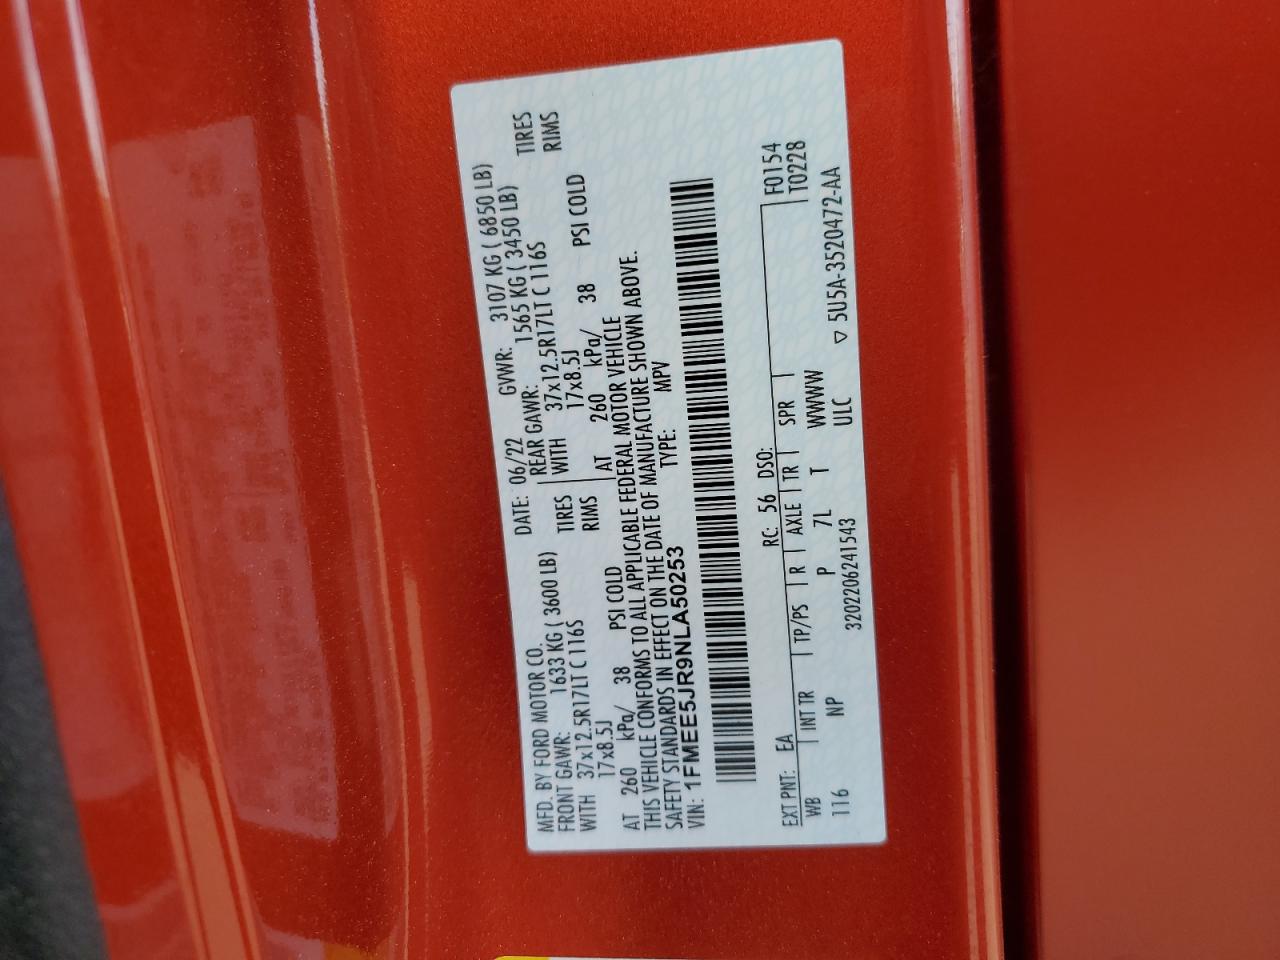 MFD. BY FORD MOTOR CO.
DATE: 06/22 GVWR: 3107 KG ( 6850 LB)
FRONT GAWR: 1633 KG ( 3600 LB) REAR GAWR: 1565 KG ( 3450 LB)
WITH 37x12.5R17LT C 116S TIRES WITH 37x12.5R17LT C 116S TIRES
17x8.5J RIMS 17x8.5J RIMS
AT 260 kPa/ 38 PSI COLD AT 260 kPa/ 38 PSI COLD
THIS VEHICLE CONFORMS TO ALL APPLICABLE FEDERAL MOTOR VEHICLE
SAFETY STANDARDS IN EFFECT ON THE DATE OF MANUFACTURE SHOWN ABOVE.
VIN: 1FMEE5JR9NLA50253 TYPE: MPV
EXT PNT: EA RC: 56 DSO: F0154
WB INT TR TP/PS R AXLE TR SPR T0228
116 NP P 7L T WWWW
ULC
320220624​1543 ▽ 5U5A-3520472-AA